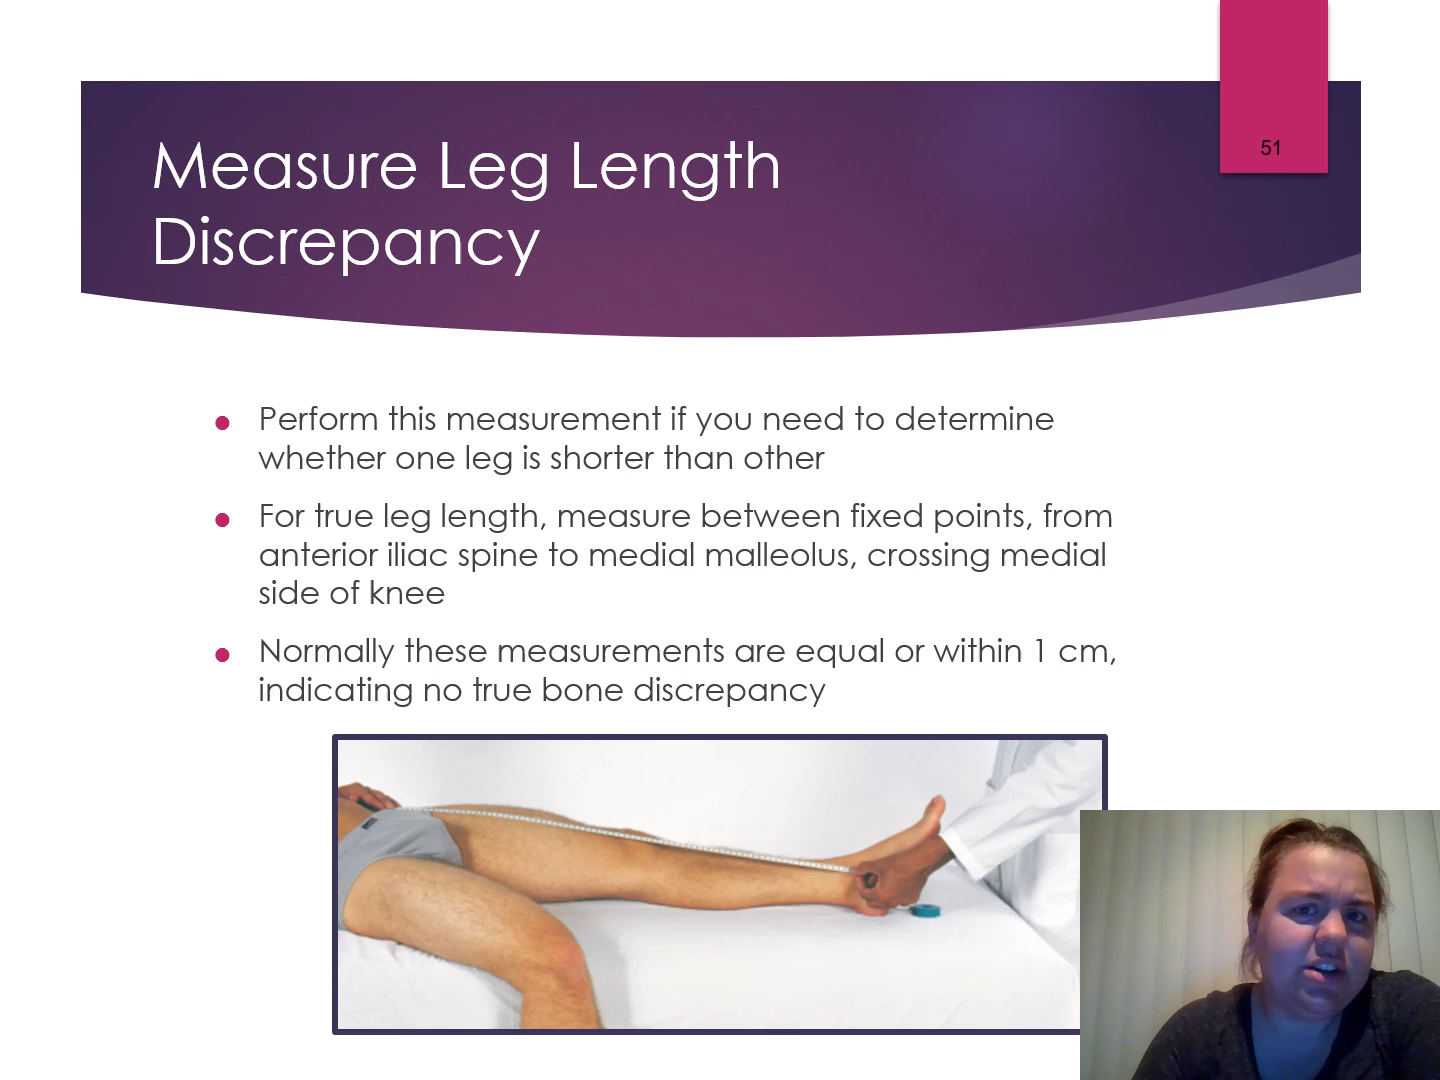 51
Measure Leg Length
Discrepancy
Perform this measurement if you need to determine
whether one leg is shorter than other
For true leg length, measure between fixed points, from
anterior iliac spine to medial malleolus, crossing medial
side of knee
Normally these measurements are equal or within 1 cm,
indicating no true bone discrepancy